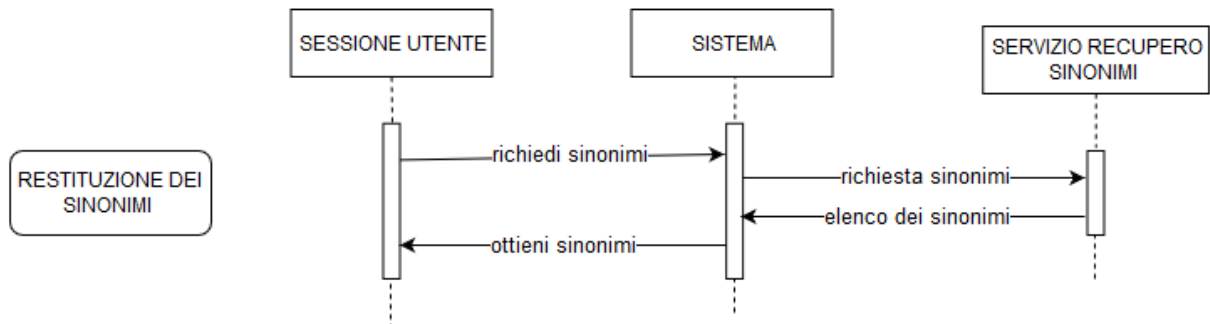 SESSIONE UTENTE
SISTEMA
SERVIZIO RECUPERO
SINONIMI
RESTITUZIONE DEI
SINONIMI
richiedi sinonimi
richiesta sinonimi
elenco dei sinonimi
ottieni sinonimi